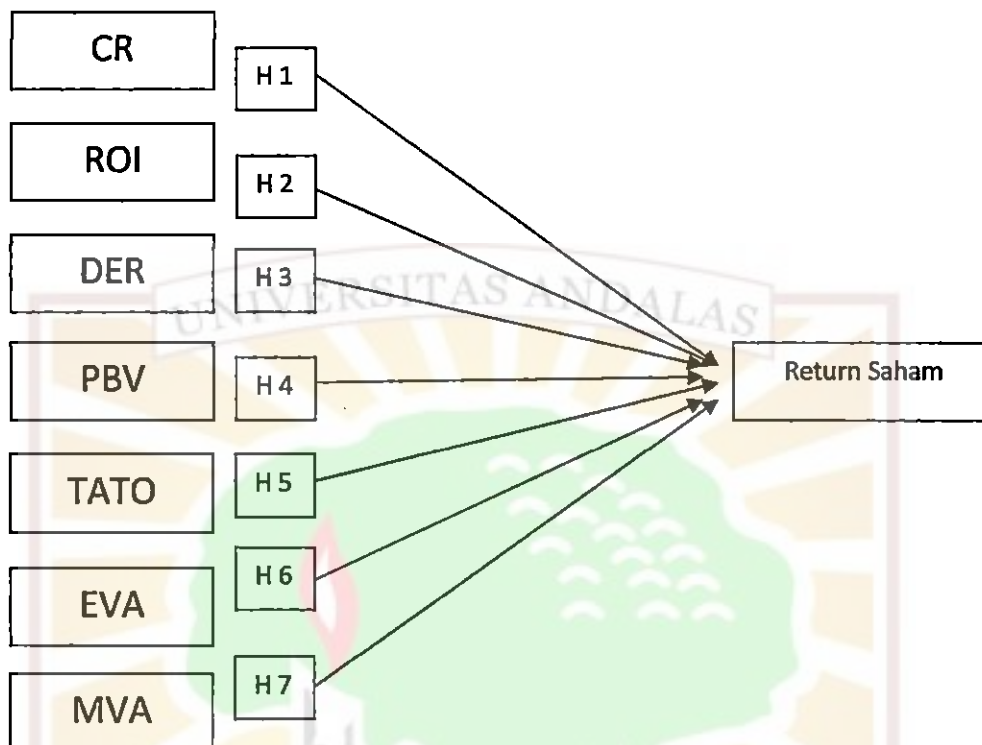 CR
H 1
ROI
H 2
DER
H 3
UNIVERSITAS ANDALAS
PBV
H 4
Return Saham
TATO
H 5
EVA
H 6
MVA
H 7